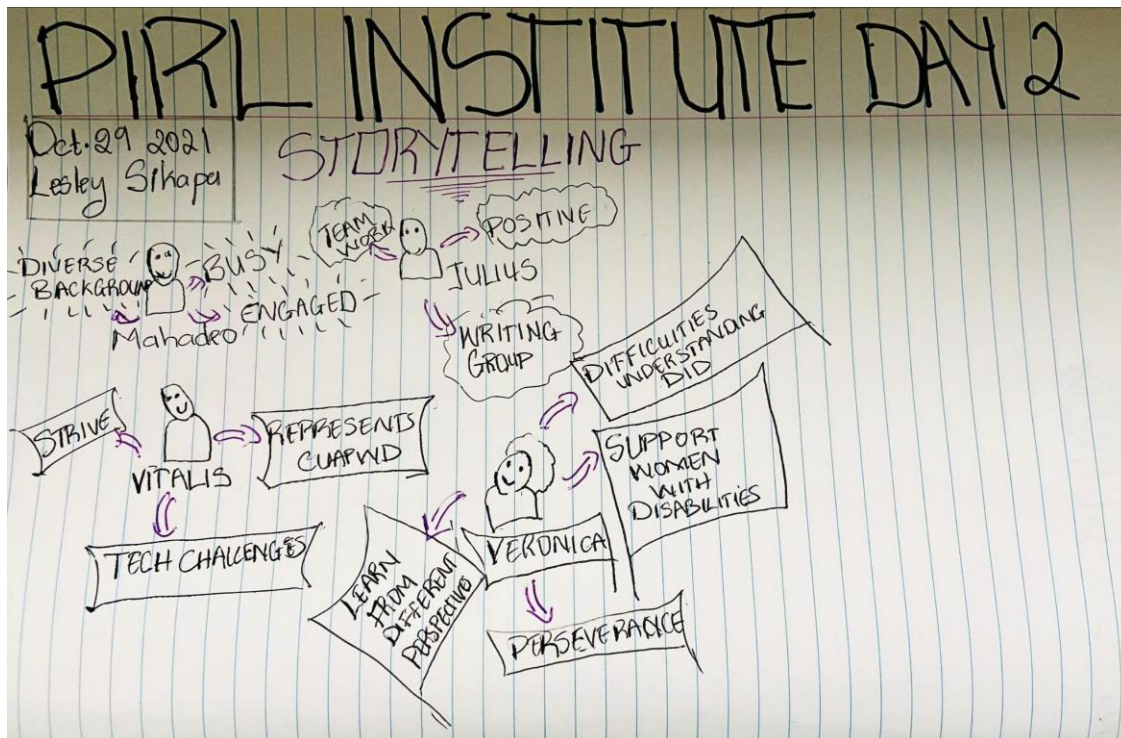 PIRL INSTITUTE DAY 2
Oct. 29 2021
Lesley Sikapa
STORYTELLING
DIVERSE
BACKGROUND
BUSY
ENGAGED
Mahadeo
TEAM
WORK
POSITIVE
JULIUS
WRITING
GROUP
STRIVE
VITALIS
REPRESENTS
CUAPWD
TECH CHALLENGES
DIFFICUITIES
UNDERSTANDING
DID
SUPPORT
WOMEN
WITH
DISABILITIES
VERONICA
LEARN
FROM
DIFFERENT
PERSPECTIVES
PERSEVERANCE